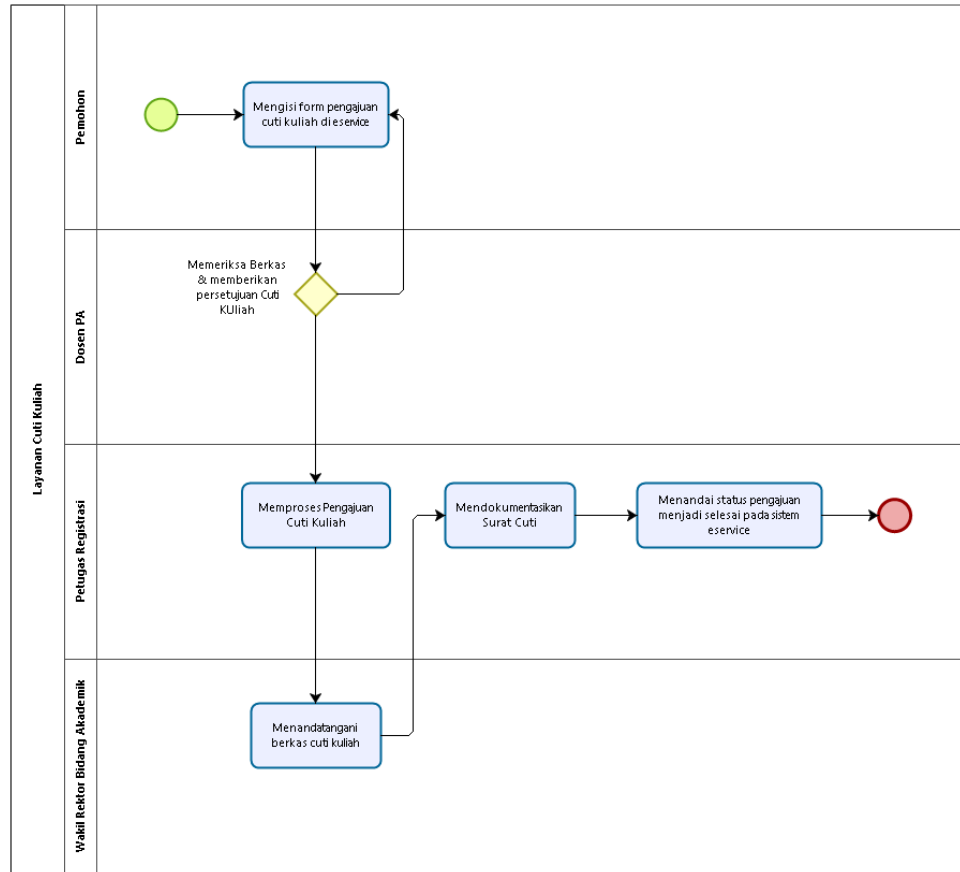 Layanan Cuti Kuliah
Pemohon
Mengisi form pengajuan
cuti kuliah dieservice
Dosen PA
Memeriksa Berkas
& memberikan
persetujuan Cuti
KUliah
Petugas Registrasi
Memproses Pengajuan
Cuti Kuliah
Mendokumentasikan
Surat Cuti
Menandai status pengajuan
menjadi selesai pada sistem
eservice
Wakil Rektor Bidang Akademik
Menandatangani
berkas cuti kuliah